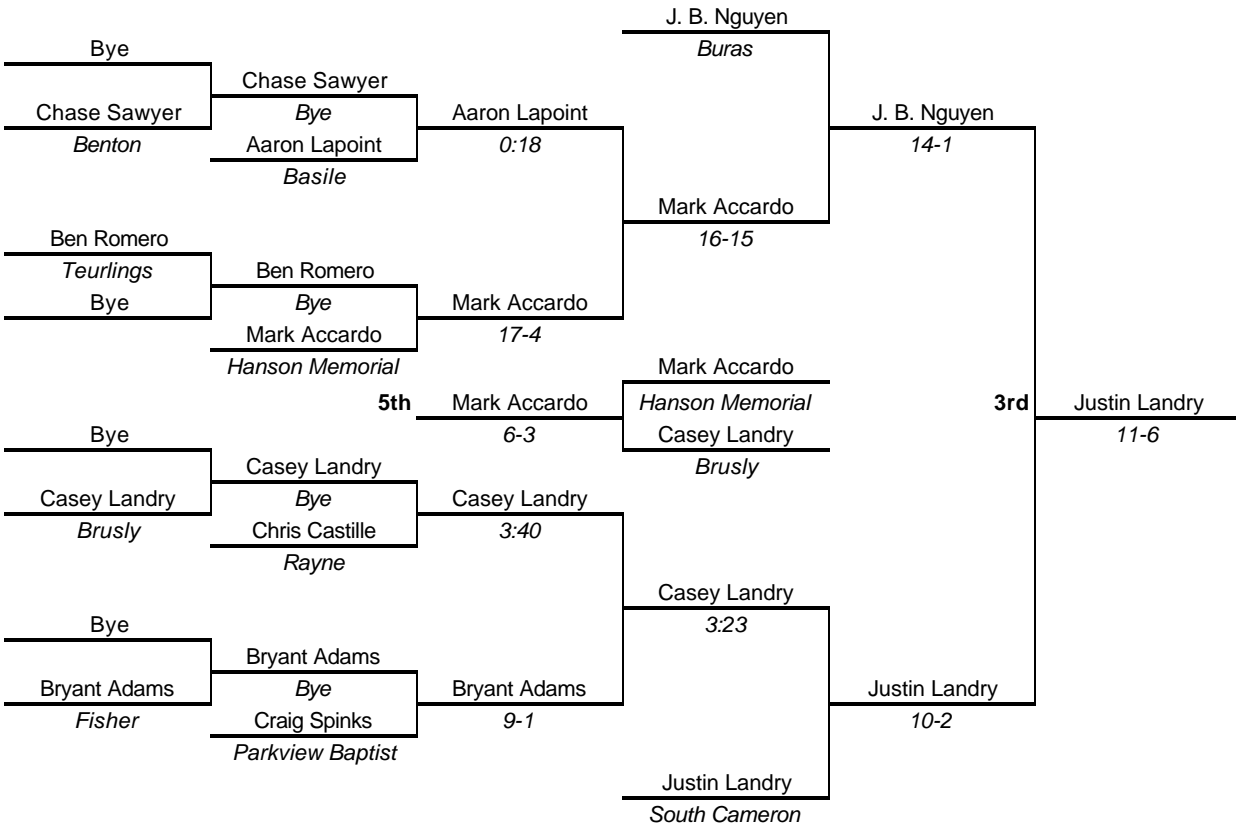 J. B. Nguyen
Buras
Bye
Chase Sawyer
Chase Sawyer
Bye
Aaron Lapoint
J. B. Nguyen
Benton
Aaron Lapoint
0:18
14-1
Basile
Mark Accardo
16-15
Ben Romero
Teurlings
Ben Romero
Bye
Bye
Mark Accardo
Mark Accardo
17-4
Hanson Memorial
Mark Accardo
5th
Mark Accardo
Hanson Memorial
3rd
Justin Landry
6-3
Casey Landry
11-6
Bye
Brusly
Casey Landry
Casey Landry
Bye
Casey Landry
Brusly
Chris Castille
3:40
Rayne
Casey Landry
3:23
Bye
Bryant Adams
Bryant Adams
Bye
Bryant Adams
Justin Landry
Fisher
Craig Spinks
9-1
10-2
Parkview Baptist
Justin Landry
South Cameron